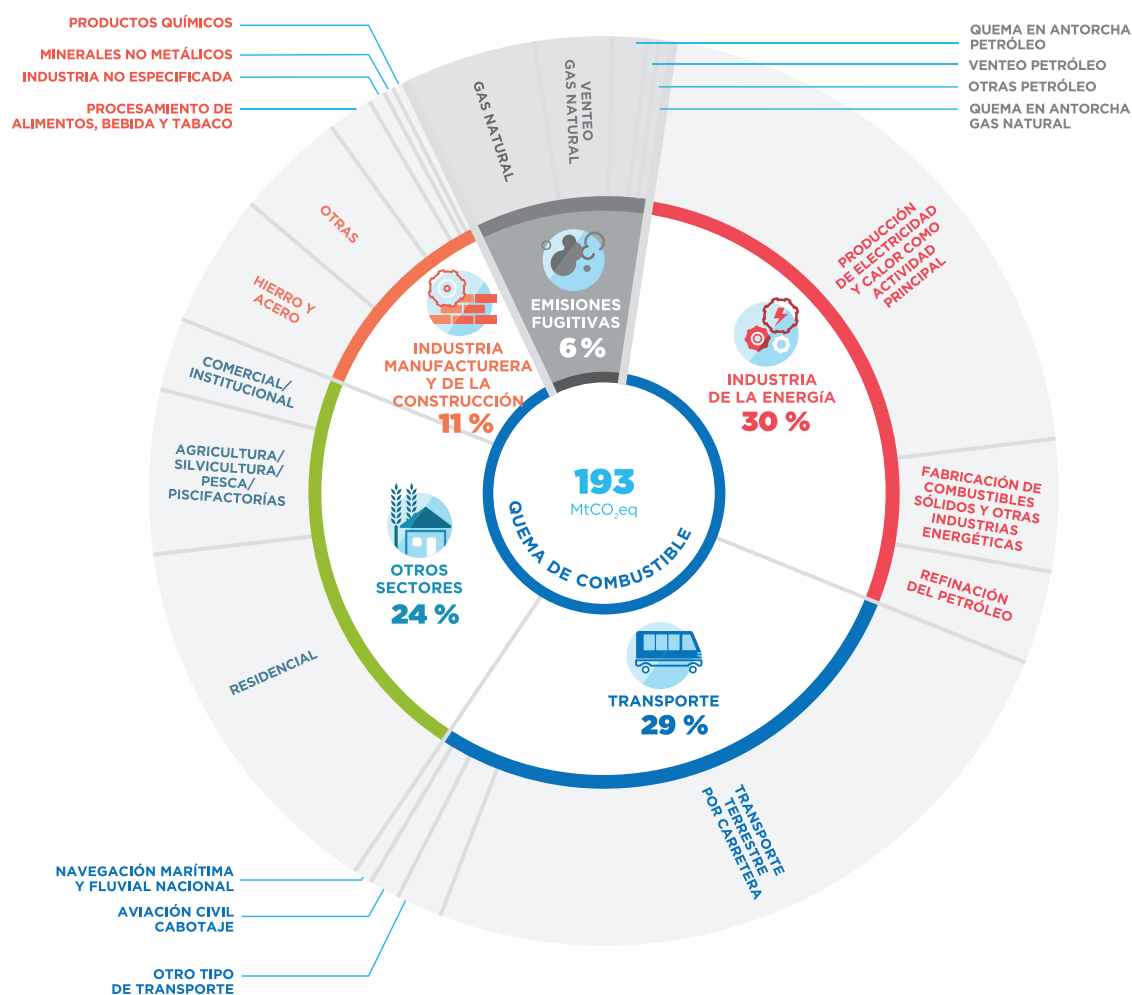 PRODUCTOS QUÍMICOS
MINERALES NO METÁLICOS
INDUSTRIA NO ESPECIFICADA
PROCESAMIENTO DE
ALIMENTOS, BEBIDA Y TABACO
GAS NATURAL
VENTEO
GAS NATURAL
QUEMA EN ANTORCHA
PETRÓLEO
VENTEO PETRÓLEO
OTRAS PETRÓLEO
QUEMA EN ANTORCHA
GAS NATURAL
OTRAS
HIERRO Y
ACERO
COMERCIAL/
INSTITUCIONAL
AGRICULTURA/
SILVICULTURA/
PESCA/
PISCIFACTORÍAS
RESIDENCIAL
EMISIONES
FUGITIVAS
6 %
INDUSTRIA
MANUFACTURERA
Y DE LA
CONSTRUCCIÓN
11 %
INDUSTRIA
DE LA ENERGÍA
30 %
PRODUCCIÓN
DE ELECTRICIDAD
Y CALOR COMO
ACTIVIDAD
PRINCIPAL
FABRICACIÓN DE
COMBUSTIBLES
SÓLIDOS Y OTRAS
INDUSTRIAS
ENERGÉTICAS
REFINACIÓN
DEL PETRÓLEO
193
MtCO₂eq
QUEMA DE COMBUSTIBLE
OTROS
SECTORES
24 %
TRANSPORTE
29 %
TRANSPORTE
TERRESTRE
POR CARRETERA
NAVEGACIÓN MARÍTIMA
Y FLUVIAL NACIONAL
AVIACIÓN CIVIL
CABOTAJE
OTRO TIPO
DE TRANSPORTE